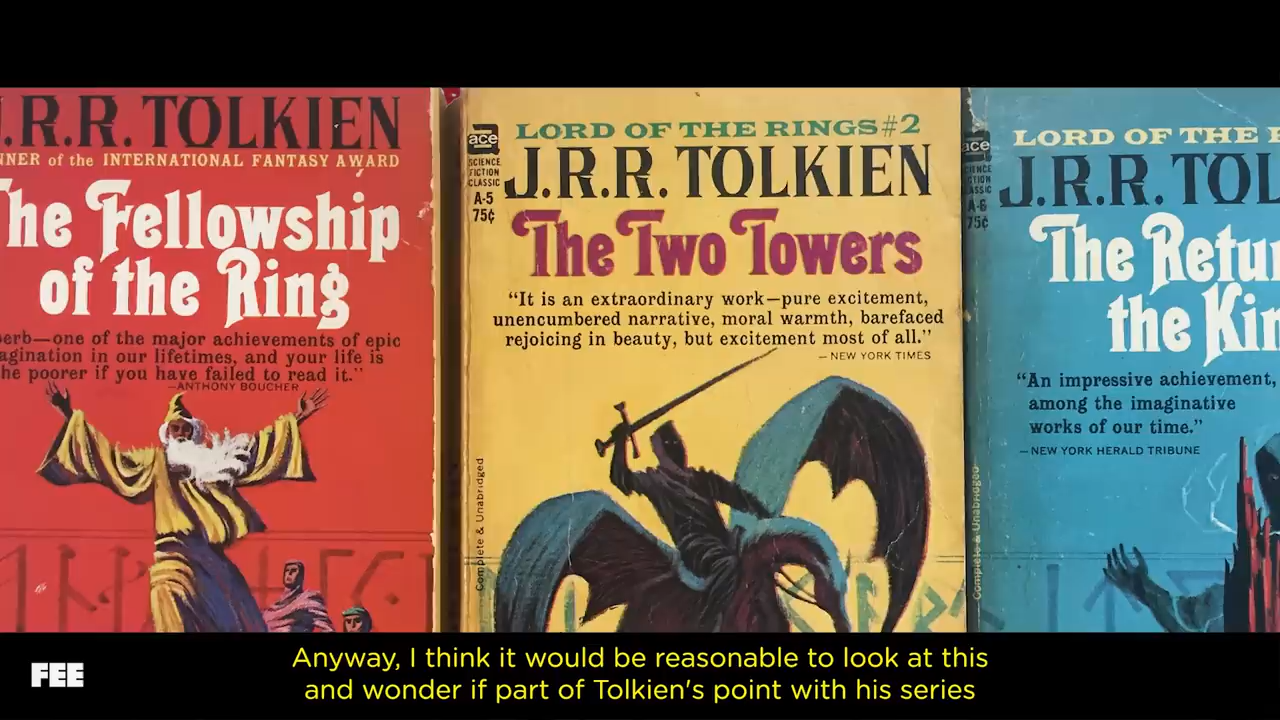 J.R.R. TOLKIEN
WINNER of the INTERNATIONAL FANTASY AWARD
The Fellowship
of the Ring
perb—one of the major achievements of epic
agination in our lifetimes, and your life is
he poorer if you have failed to read it.”
—ANTHONY BOUCHER
ace
SCIENCE
FICTION
CLASSIC
A-5
75¢
LORD OF THE RINGS #2
J.R.R. TOLKIEN
The Two Towers
“It is an extraordinary work—pure excitement,
unencumbered narrative, moral warmth, barefaced
rejoicing in beauty, but excitement most of all.”
— NEW YORK TIMES
Complete & Unabridged
ace
A-6
75¢
LORD OF THE
J.R.R. TOL
The Retur
the Kin
“An impressive achievement,
among the imaginative
works of our time.”
—NEW YORK HERALD TRIBUNE
Complete & Unabridged
FEE
Anyway, I think it would be reasonable to look at this
and wonder if part of Tolkien's point with his series